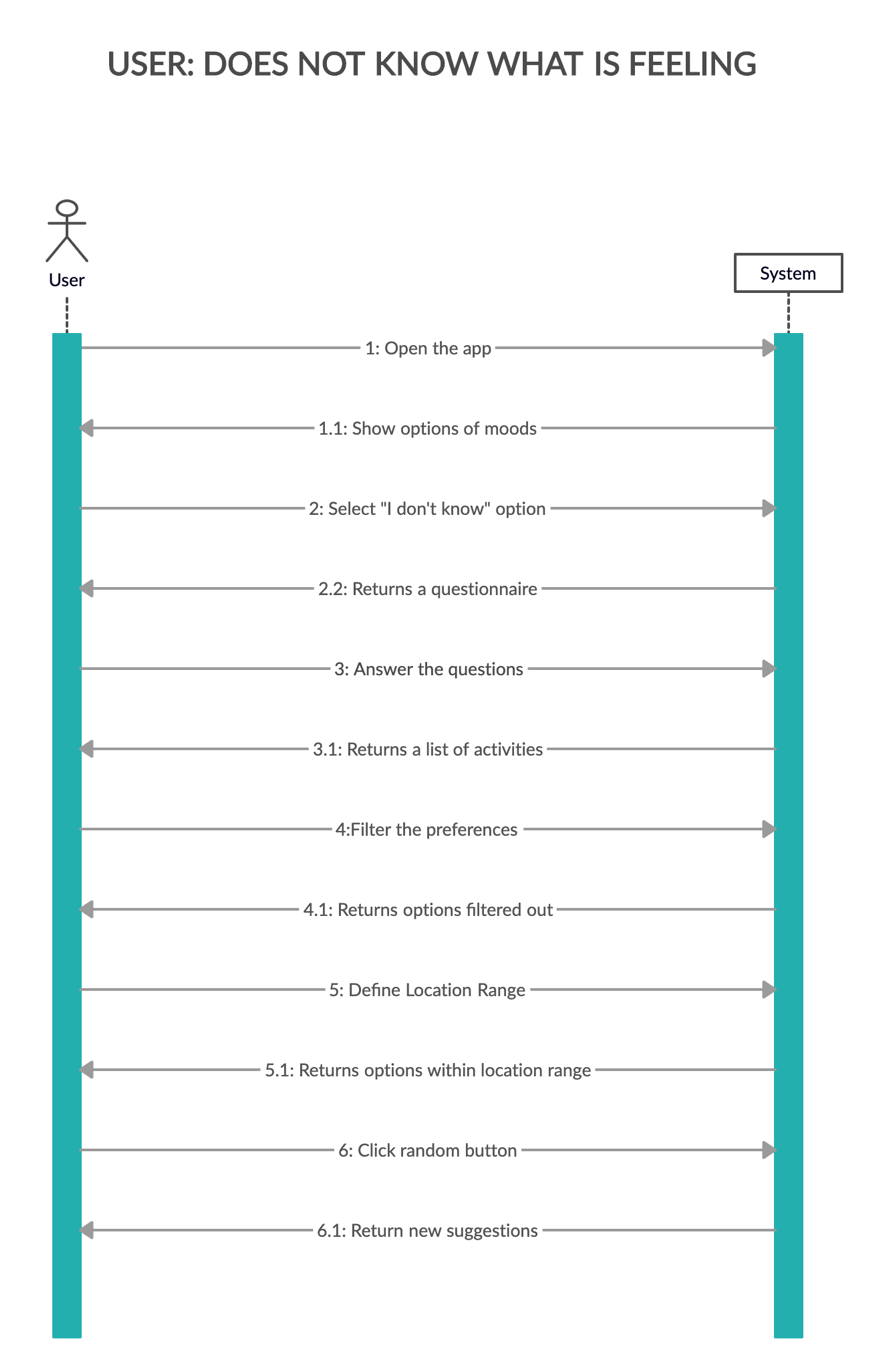 USER: DOES NOT KNOW WHAT IS FEELING
User
System
1: Open the app
1.1: Show options of moods
2: Select "I don't know" option
2.2: Returns a questionnaire
3: Answer the questions
3.1: Returns a list of activities
4:Filter the preferences
4.1: Returns options filtered out
5: Define Location Range
5.1: Returns options within location range
6: Click random button
6.1: Return new suggestions